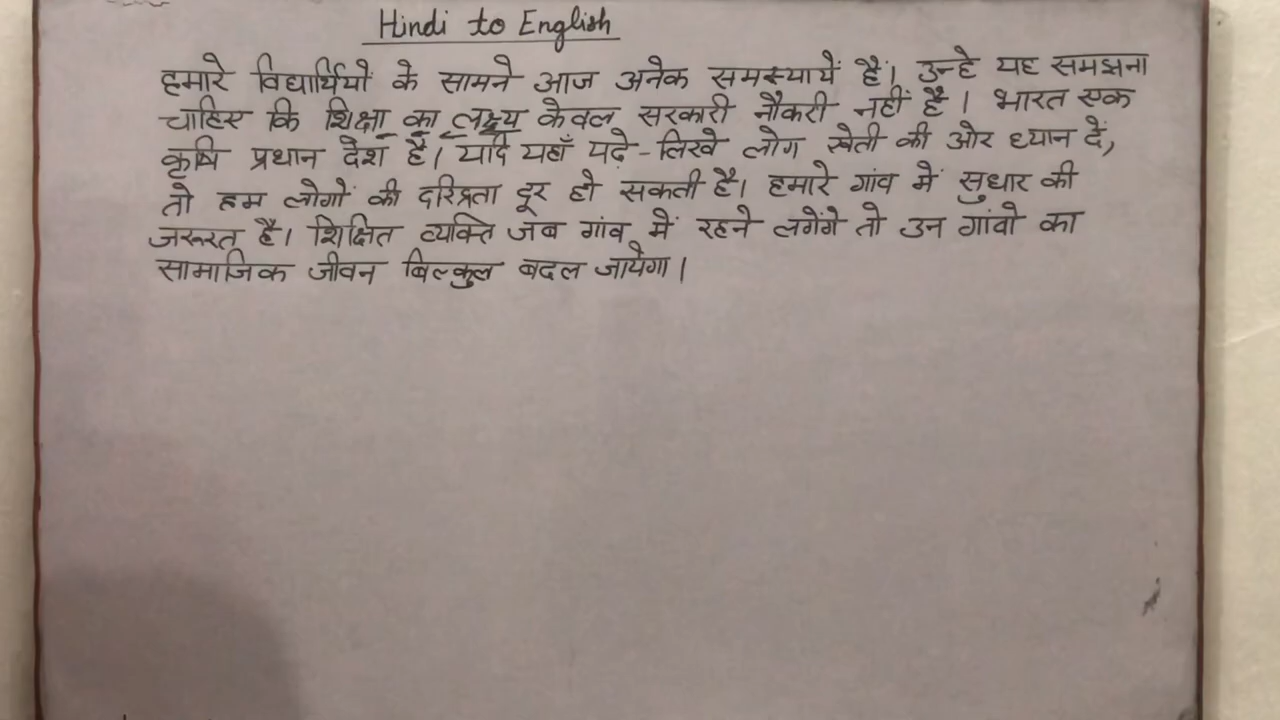 Hindi to English
हमारे विद्यार्थियों के सामने आज अनेक समस्यायें हैं। उन्हे यह समझना
चाहिए कि शिक्षा का लक्ष्य केवल सरकारी नौकरी नहीं है। भारत एक
कृषि प्रधान देश है। यदि यहाँ पढे-लिखे लोग खेती की ओर ध्यान दें,
तो हम लोगों की दरिद्रता दूर हो सकती है। हमारे गांव में सुधार की
जरूरत है। शिक्षित व्यक्ति जब गांव में रहने लगेंगे तो उन गांवो का
सामाजिक जीवन बिल्कुल बदल जायेगा।